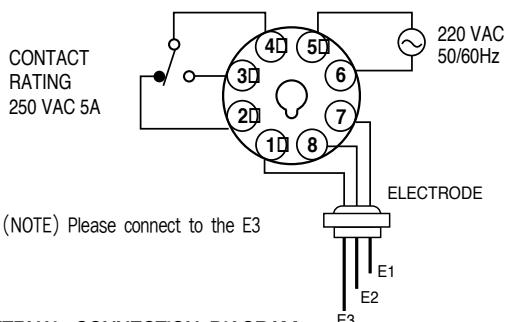 CONTACT
RATING
250 VAC 5A
4
5
3
6
2
7
1
8
220 VAC
50/60Hz
ELECTRODE
(NOTE) Please connect to the E3
E1
E2
E3